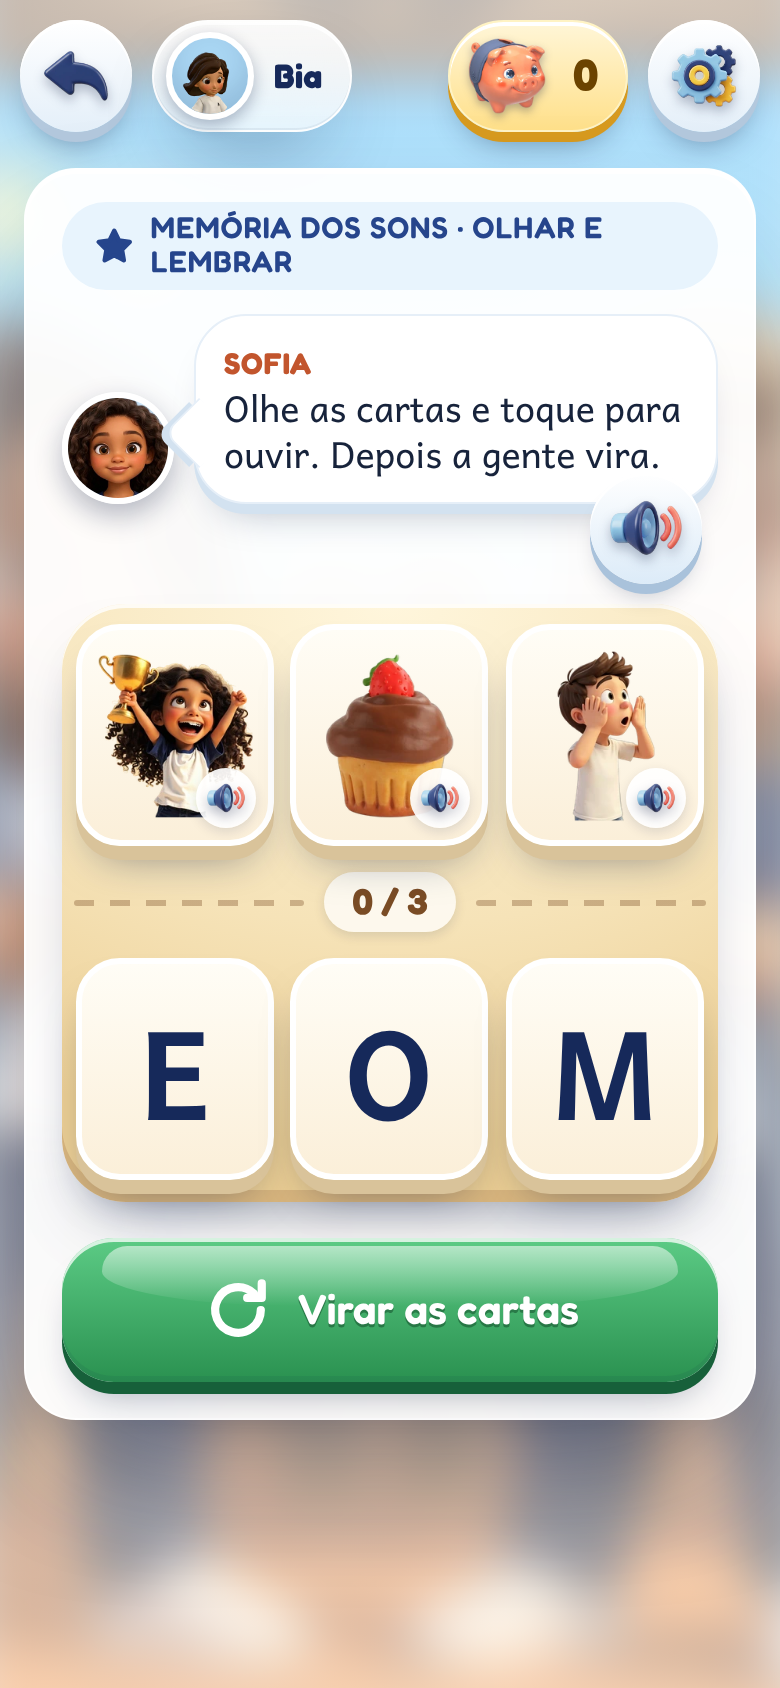 Bia
0
MEMÓRIA DOS SONS · OLHAR E
LEMBRAR
SOFIA
Olhe as cartas e toque para
ouvir. Depois a gente vira.
0 / 3
E O M
Virar as cartas